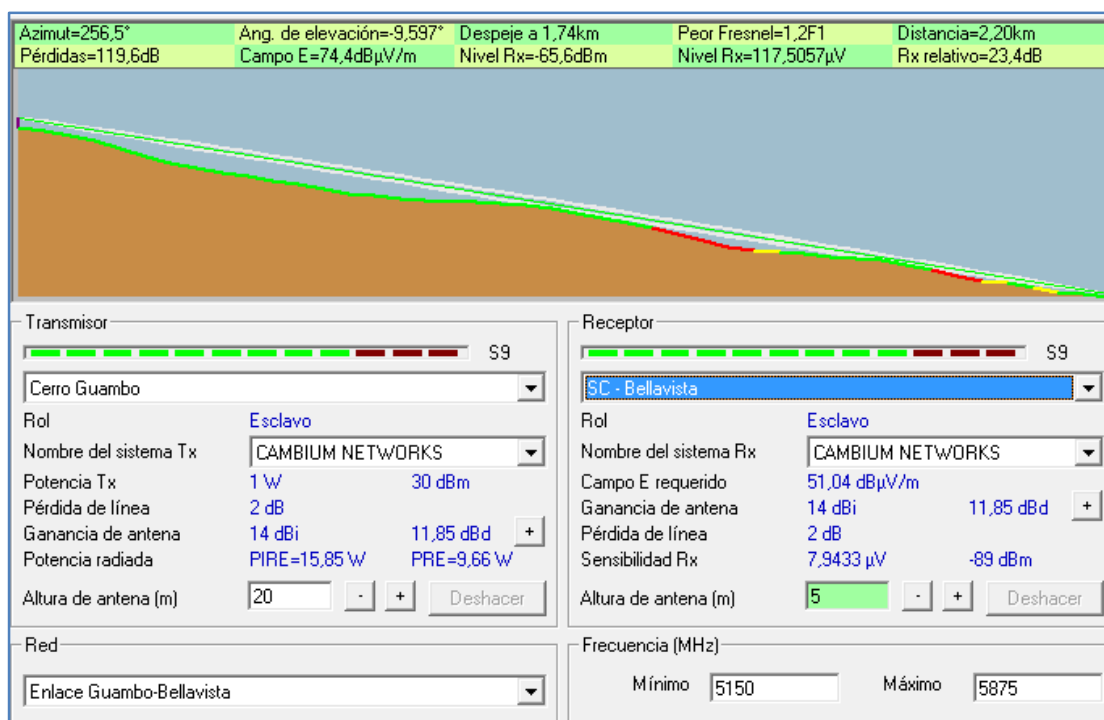 Azimut=256,5° Ang. de elevación=-9,597° Despeje a 1,74km Peor Fresnel=1,2F1 Distancia=2,20km
Pérdidas=119,6dB Campo E=74,4dBµV/m Nivel Rx=-65,6dBm Nivel Rx=117,5057µV Rx relativo=23,4dB
Transmisor
S9
Cerro Guambo
Rol Esclavo
Nombre del sistema Tx CAMBIUM NETWORKS
Potencia Tx 1 W 30 dBm
Pérdida de línea 2 dB
Ganancia de antena 14 dBi 11,85 dBd +
Potencia radiada PIRE=15,85 W PRE=9,66 W
Altura de antena (m) 20 - + Deshacer
Red
Enlace Guambo-Bellavista
Receptor
S9
SC - Bellavista
Rol Esclavo
Nombre del sistema Rx CAMBIUM NETWORKS
Campo E requerido 51,04 dBµV/m
Ganancia de antena 14 dBi 11,85 dBd +
Pérdida de línea 2 dB
Sensibilidad Rx 7,9433 µV -89 dBm
Altura de antena (m) 5 - + Deshacer
Frecuencia (MHz)
Mínimo 5150 Máximo 5875